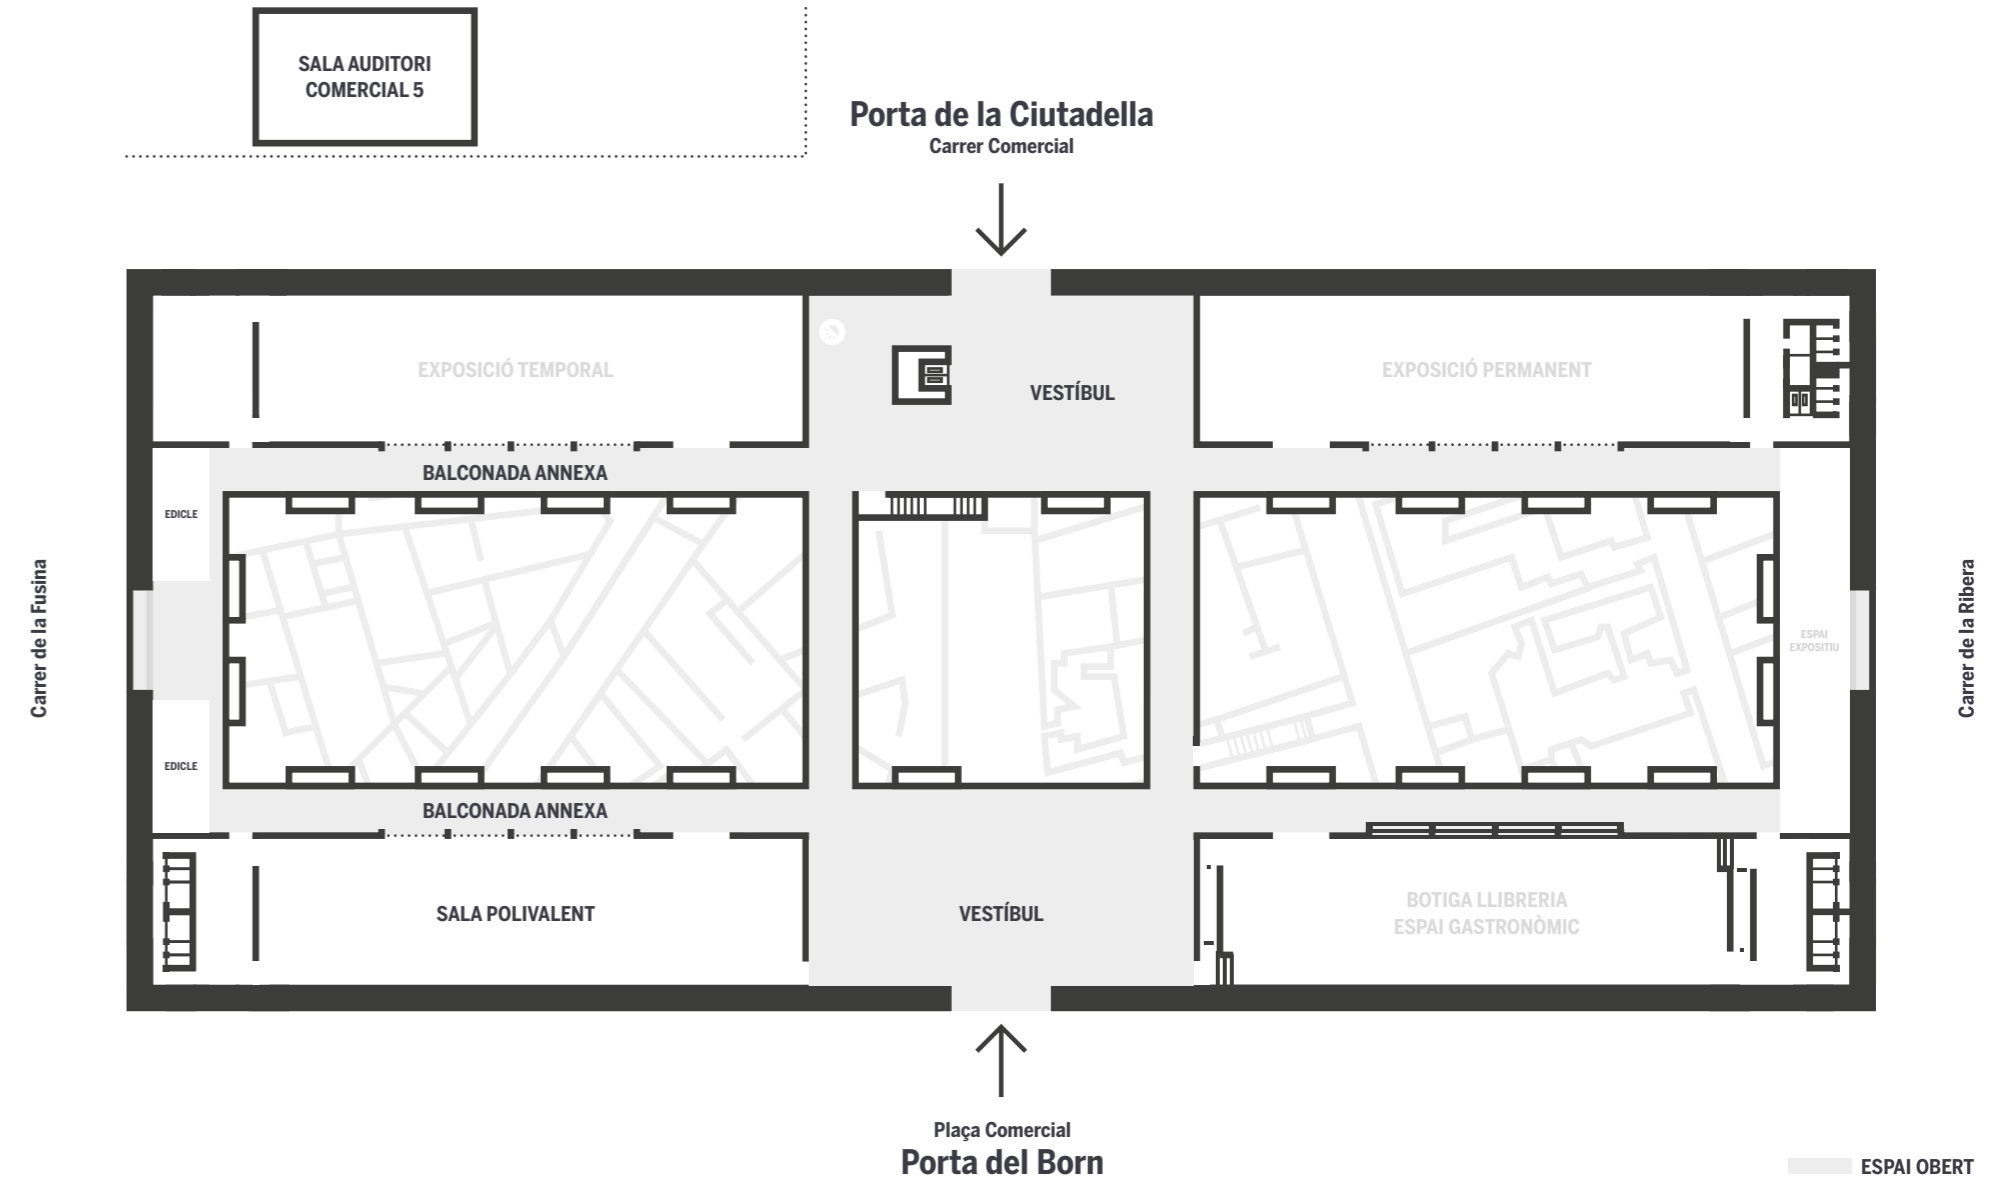 SALA AUDITORI
COMERCIAL 5
Porta de la Ciutadella
Carrer Comercial
EXPOSICIÓ TEMPORAL
VESTÍBUL
EXPOSICIÓ PERMANENT
BALCONADA ANNEXA
EDICLE
Carrer de la Fusina
ESPAI
EXPOSITIU
Carrer de la Ribera
EDICLE
BALCONADA ANNEXA
SALA POLIVALENT
VESTÍBUL
BOTIGA LLIBRERIA
ESPAI GASTRONÒMIC
Plaça Comercial
Porta del Born
ESPAI OBERT